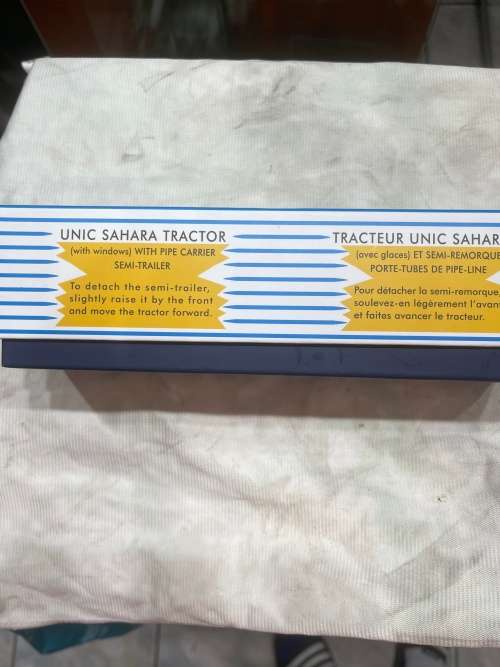 UNIC SAHARA TRACTOR
(with windows) WITH PIPE CARRIER
SEMI-TRAILER
To detach the semi-trailer,
slightly raise it by the front
and move the tractor forward.
TRACTEUR UNIC SAHAR
(avec glaces) ET SEMI-REMORQUE
PORTE-TUBES DE PIPE-LINE
Pour détacher la semi-remorque,
soulevez-en légèrement l'avan
et faites avancer le tracteur.